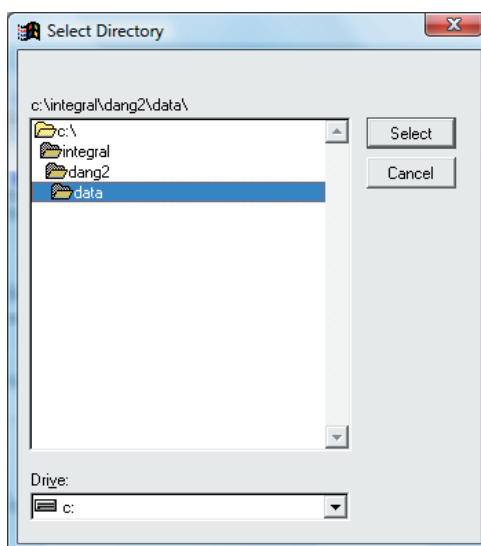 Select Directory
c:\integral\dang2\data\
c:\
integral
dang2
data
Select
Cancel
Drive:
c: